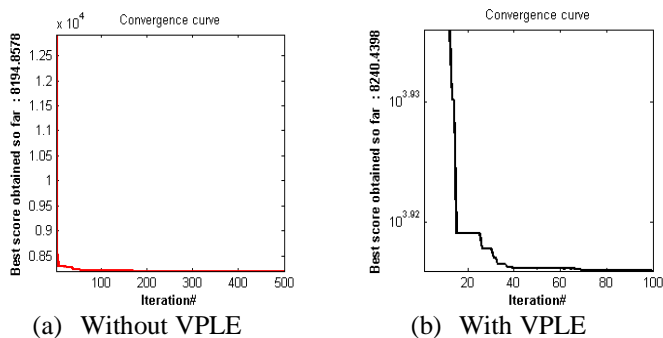 Convergence curve
x 10^4
Best score obtained so far : 8194.8578
1.25
1.2
1.15
1.1
1.05
1
0.95
0.9
0.85
100 200 300 400 500
Iteration#
(a) Without VPLE
Convergence curve
Best score obtained so far : 8240.4398
10^3.93
10^3.92
20 40 60 80 100
Iteration#
(b) With VPLE